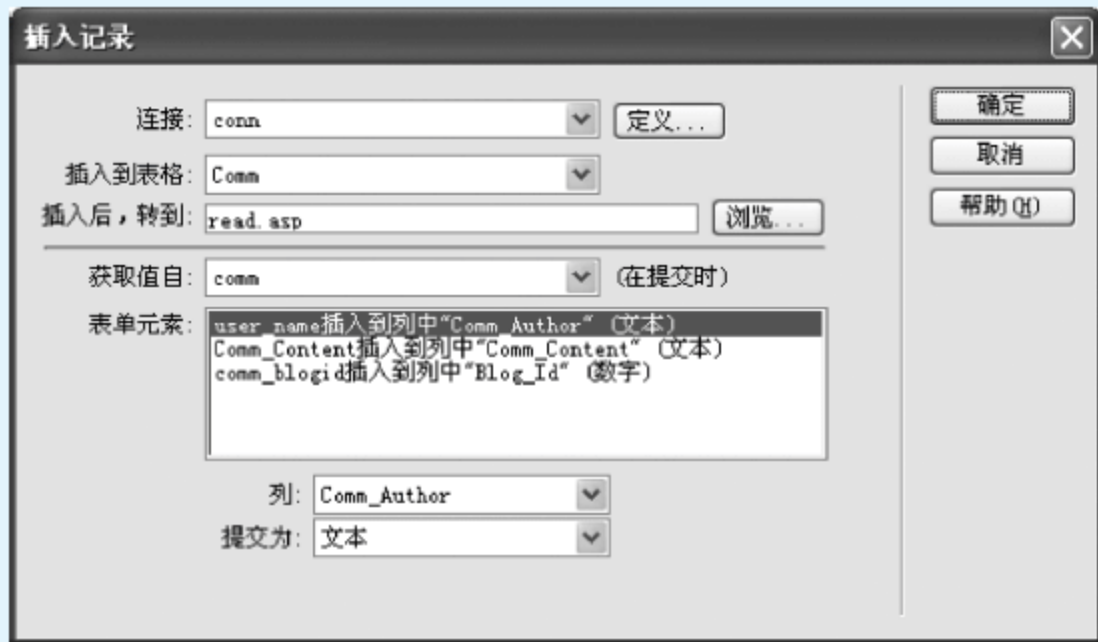 插入记录
连接: conn 定义... 确定
插入到表格: Comm 取消
插入后,转到: read.asp 浏览... 帮助(H)
获取值自: comm (在提交时)
表单元素: user_name插入到列中"Comm_Author" (文本)
Comm_Content插入到列中"Comm_Content" (文本)
comm_blogid插入到列中"Blog_Id" (数字)
列: Comm_Author
提交为: 文本